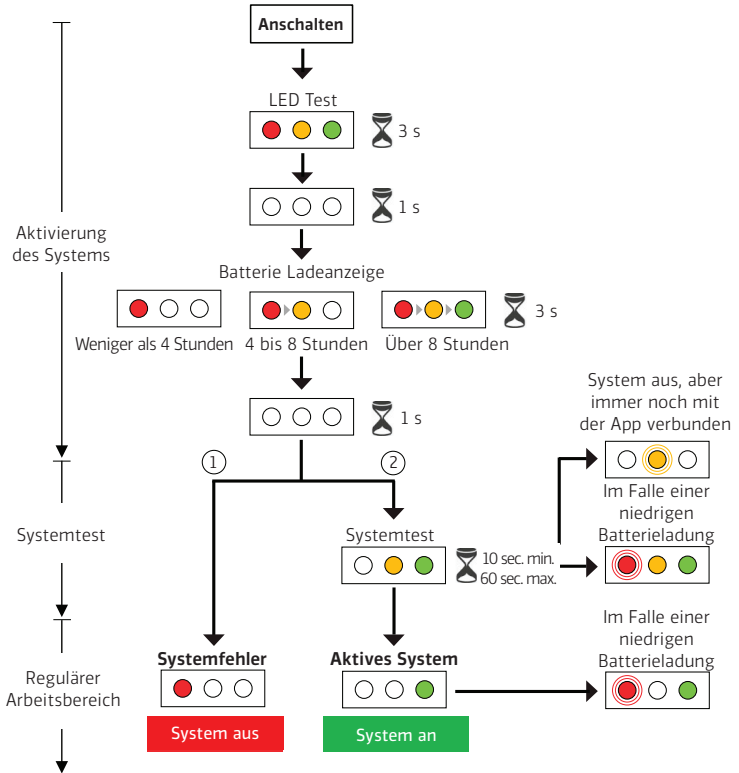 Anschalten
LED Test
3 s
1 s
Aktivierung
des Systems
Batterie Ladeanzeige
3 s
Weniger als 4 Stunden
4 bis 8 Stunden
Über 8 Stunden
1 s
System aus, aber
immer noch mit
der App verbunden
1
2
Im Falle einer
niedrigen
Batterieladung
Systemtest
Systemtest
10 sec. min.
60 sec. max.
Im Falle einer
niedrigen
Batterieladung
Regulärer
Arbeitsbereich
Systemfehler
Aktives System
System aus
System an